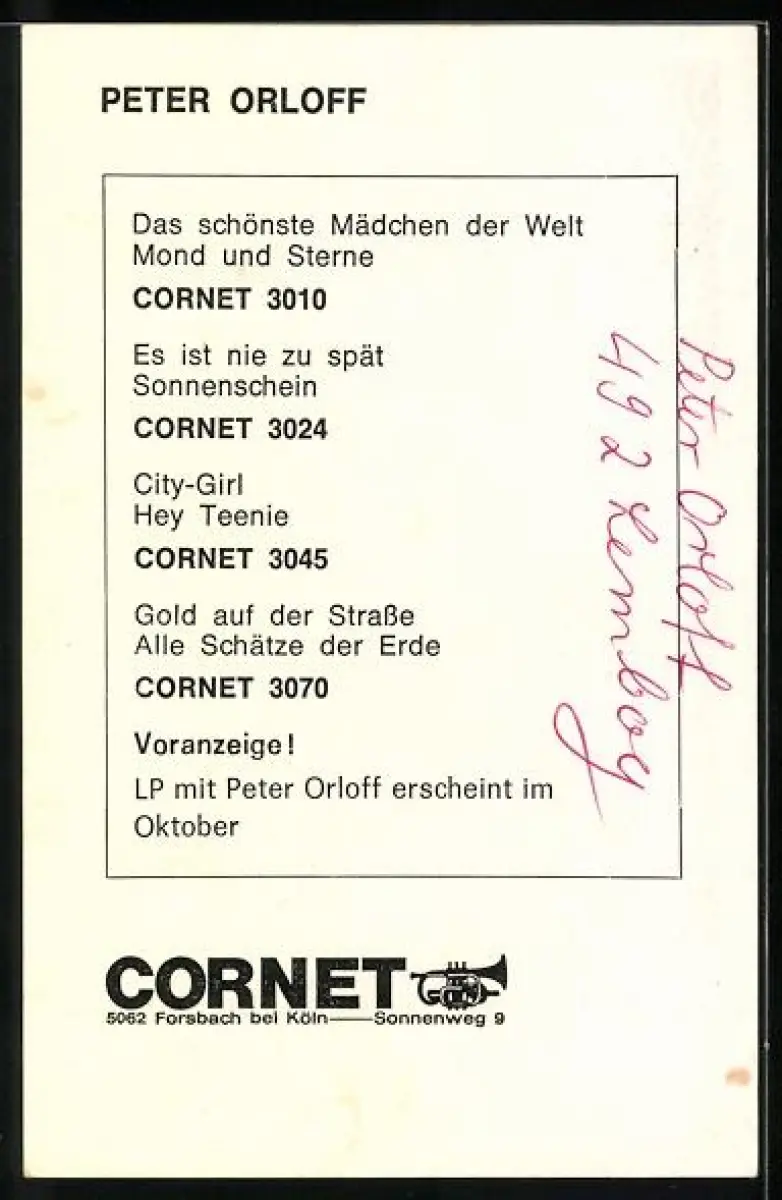 PETER ORLOFF
Das schönste Mädchen der Welt
Mond und Sterne
CORNET 3010
Es ist nie zu spät
Sonnenschein
CORNET 3024
City-Girl
Hey Teenie
CORNET 3045
Gold auf der Straße
Alle Schätze der Erde
CORNET 3070
Voranzeige!
LP mit Peter Orloff erscheint im
Oktober
Peter Orloff
492 Lemboy
CORNET
5062 Forsbach bei Köln—Sonnenweg 9